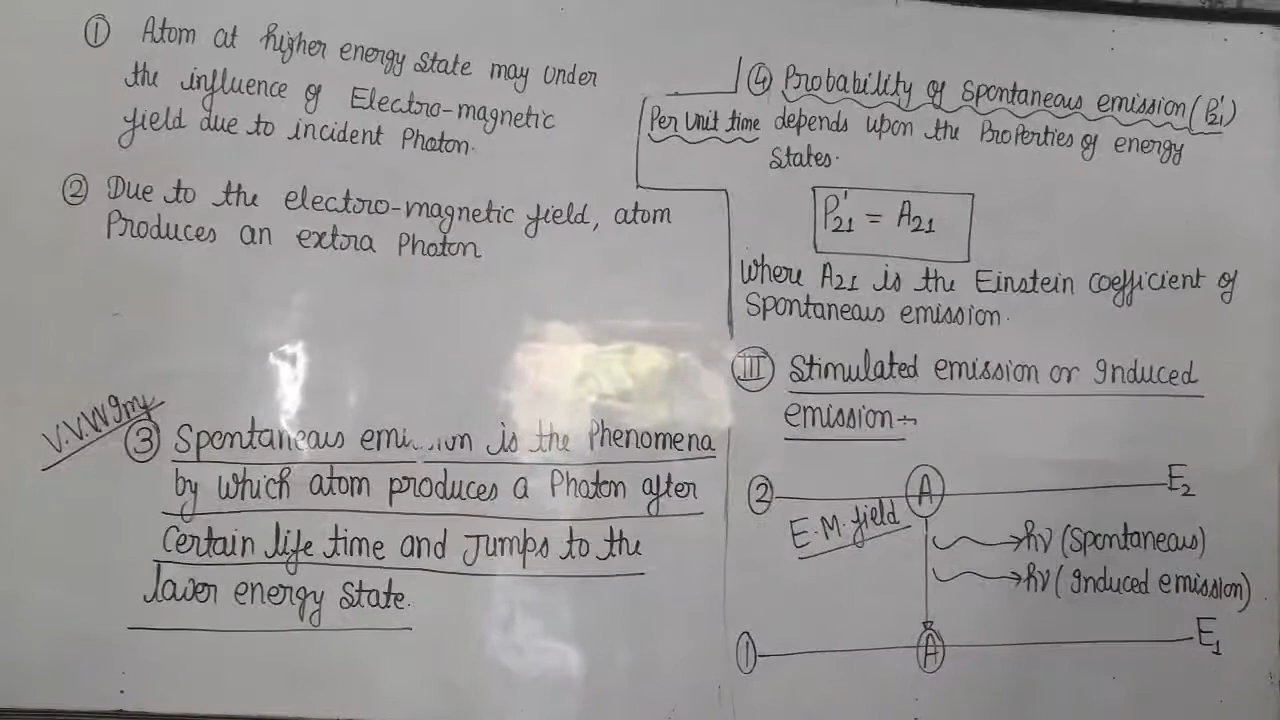 ① Atom at higher energy state may under
the influence of Electro-magnetic
field due to incident Photon.
② Due to the electro-magnetic field, atom
Produces an extra Photon
V.V.V Imp
③ Spontaneous emission is the Phenomena
by which atom produces a Photon after
Certain life time and Jumps to the
lower energy State.
④ Probability of Spontaneous emission (P'21)
Per Unit time depends upon the Properties of energy
States.
P'21 = A21
Where A21 is the Einstein coefficient of
Spontaneous emission.
III Stimulated emission or Induced
emission÷
② A E2
E.M. field
hν (Spontaneous)
hν (Induced emission)
① A E1